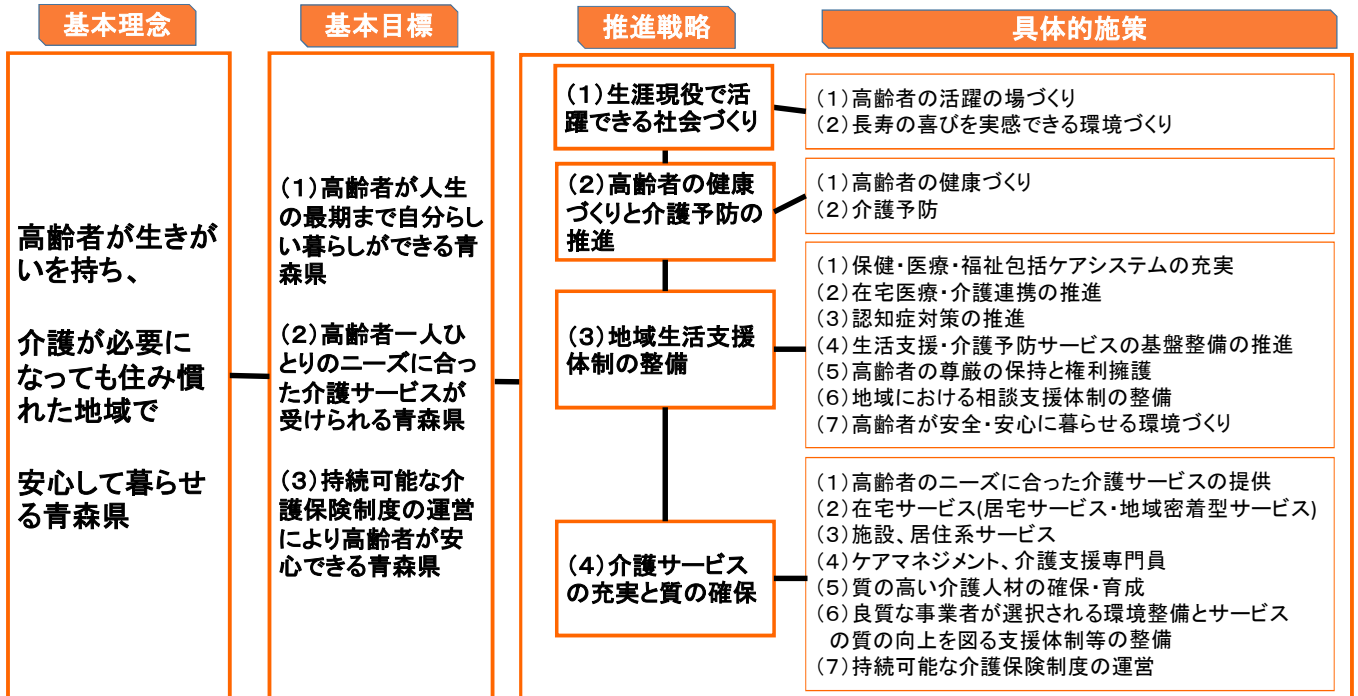 基本理念
基本目標
推進戦略
具体的施策
高齢者が生きが
いを持ち、
介護が必要に
なっても住み慣
れた地域で
安心して暮らせ
る青森県
(1)高齢者が人生
の最期まで自分らし
い暮らしができる青
森県
(2)高齢者一人ひ
とりのニーズに合っ
た介護サービスが
受けられる青森県
(3)持続可能な介
護保険制度の運営
により高齢者が安
心できる青森県
(1)生涯現役で活
躍できる社会づくり
(1)高齢者の活躍の場づくり
(2)長寿の喜びを実感できる環境づくり
(2)高齢者の健康
づくりと介護予防の
推進
(1)高齢者の健康づくり
(2)介護予防
(3)地域生活支援
体制の整備
(1)保健・医療・福祉包括ケアシステムの充実
(2)在宅医療・介護連携の推進
(3)認知症対策の推進
(4)生活支援・介護予防サービスの基盤整備の推進
(5)高齢者の尊厳の保持と権利擁護
(6)地域における相談支援体制の整備
(7)高齢者が安全・安心に暮らせる環境づくり
(4)介護サービス
の充実と質の確保
(1)高齢者のニーズに合った介護サービスの提供
(2)在宅サービス(居宅サービス・地域密着型サービス)
(3)施設、居住系サービス
(4)ケアマネジメント、介護支援専門員
(5)質の高い介護人材の確保・育成
(6)良質な事業者が選択される環境整備とサービス
の質の向上を図る支援体制等の整備
(7)持続可能な介護保険制度の運営